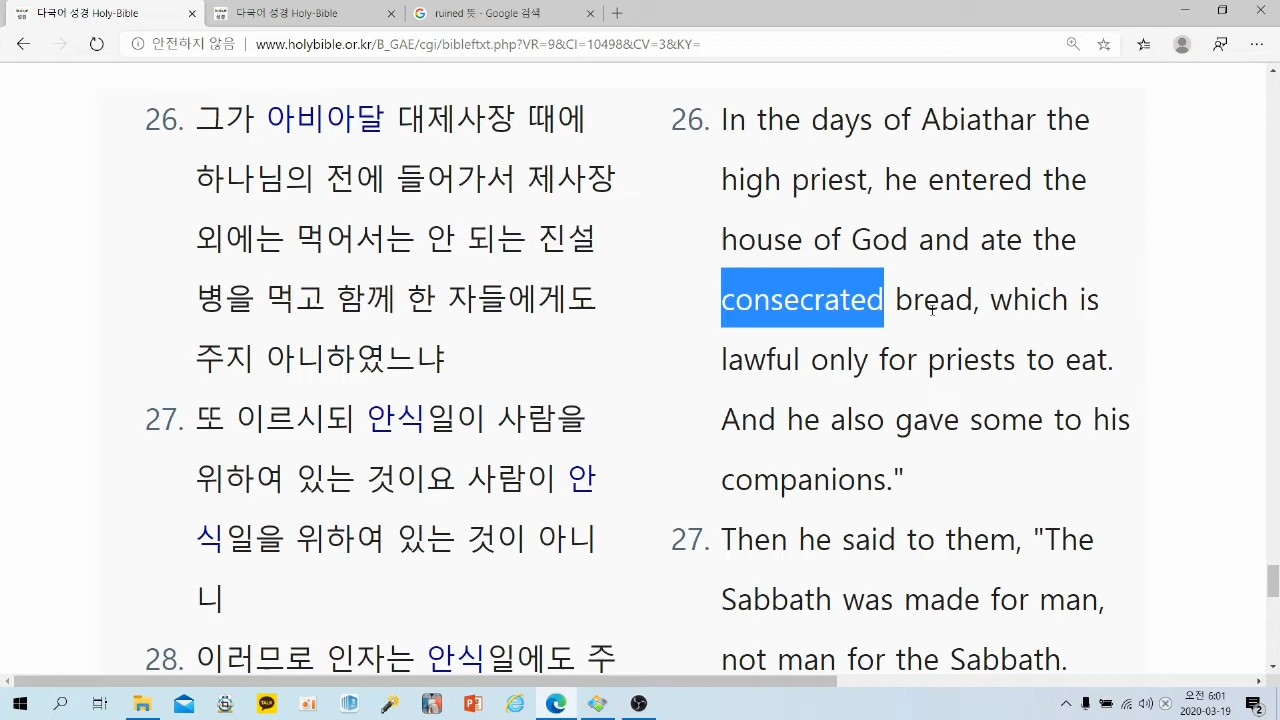 다국어 성경 Holy-Bible
다국어 성경 Holy-Bible
ruined 뜻 - Google 검색
안전하지 않음
www.holybible.or.kr/B_GAE/cgi/bibleftxt.php?VR=9&CI=10498&CV=3&KY=
26. 그가 아비아달 대제사장 때에
하나님의 전에 들어가서 제사장
외에는 먹어서는 안 되는 진설
병을 먹고 함께 한 자들에게도
주지 아니하였느냐
27. 또 이르시되 안식일이 사람을
위하여 있는 것이요 사람이 안
식일을 위하여 있는 것이 아니
니
28. 이러므로 인자는 안식일에도 주
26. In the days of Abiathar the
high priest, he entered the
house of God and ate the
consecrated bread, which is
lawful only for priests to eat.
And he also gave some to his
companions."
27. Then he said to them, "The
Sabbath was made for man,
not man for the Sabbath.
오전 6:01
2020-03-19